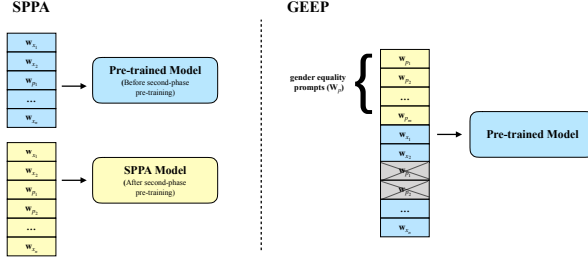 SPPA
w_{x_1}
w_{x_2}
w_{p_1}
...
w_{x_n}
Pre-trained Model
(Before second-phase
pre-training)
w_{x_1}
w_{x_2}
w_{p_1}
w_{p_2}
...
w_{x_n}
SPPA Model
(After second-phase
pre-training)
GEEP
gender equality
prompts (W_p)
w_{p_1}
w_{p_2}
...
w_{p_m}
w_{x_1}
w_{x_2}
w_{p_1}
w_{p_2}
...
w_{x_n}
Pre-trained Model